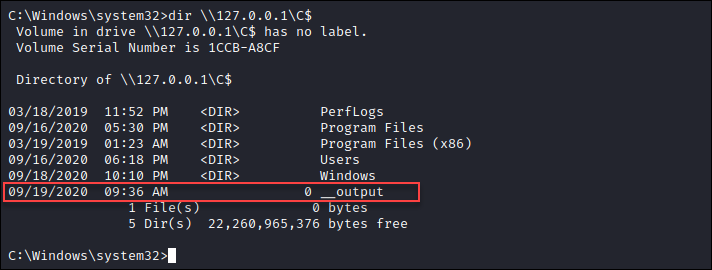 C:\Windows\system32>dir \\127.0.0.1\C$
 Volume in drive \\127.0.0.1\C$ has no label.
 Volume Serial Number is 1CCB-A8CF

 Directory of \\127.0.0.1\C$

03/18/2019  11:52 PM    <DIR>          PerfLogs
09/16/2020  05:30 PM    <DIR>          Program Files
03/19/2019  01:23 AM    <DIR>          Program Files (x86)
09/16/2020  06:18 PM    <DIR>          Users
09/18/2020  10:10 PM    <DIR>          Windows
09/19/2020  09:36 AM                 0 __output
               1 File(s)              0 bytes
               5 Dir(s)  22,260,965,376 bytes free

C:\Windows\system32>